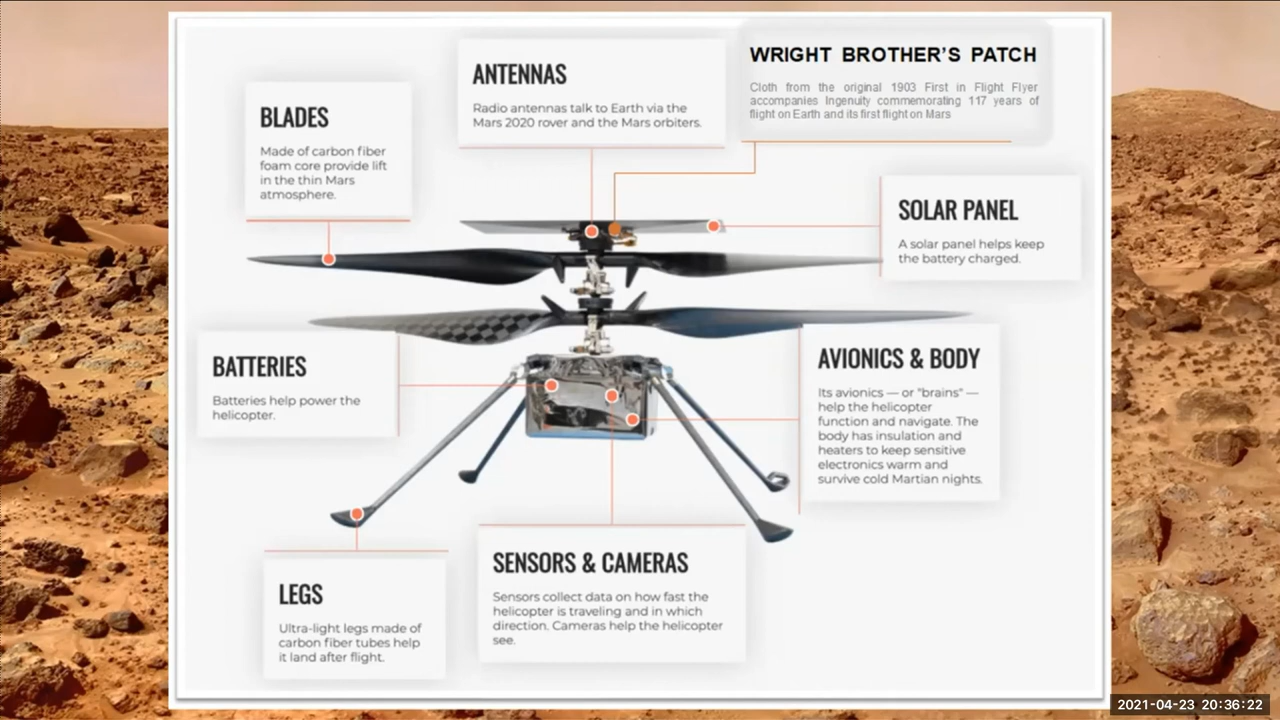 WRIGHT BROTHER'S PATCH
Cloth from the original 1903 First in Flight Flyer
accompanies Ingenuity commemorating 117 years of
flight on Earth and its first flight on Mars
ANTENNAS
Radio antennas talk to Earth via the
Mars 2020 rover and the Mars orbiters.
BLADES
Made of carbon fiber
foam core provide lift
in the thin Mars
atmosphere.
SOLAR PANEL
A solar panel helps keep
the battery charged.
BATTERIES
Batteries help power the
helicopter.
AVIONICS & BODY
Its avionics — or "brains" —
help the helicopter
function and navigate. The
body has insulation and
heaters to keep sensitive
electronics warm and
survive cold Martian nights.
SENSORS & CAMERAS
Sensors collect data on how fast the
helicopter is traveling and in which
direction. Cameras help the helicopter
see.
LEGS
Ultra-light legs made of
carbon fiber tubes help
it land after flight.
2021-04-23 20:36:22